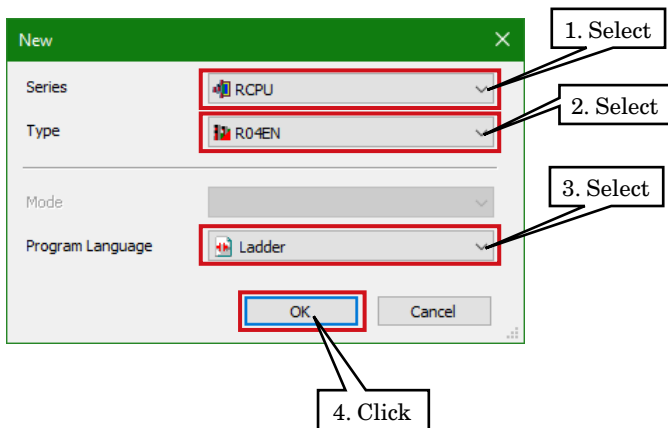 1. Select
New
Series
RCPU
2. Select
Type
R04EN
3. Select
Mode
Program Language
Ladder
OK
Cancel
4. Click